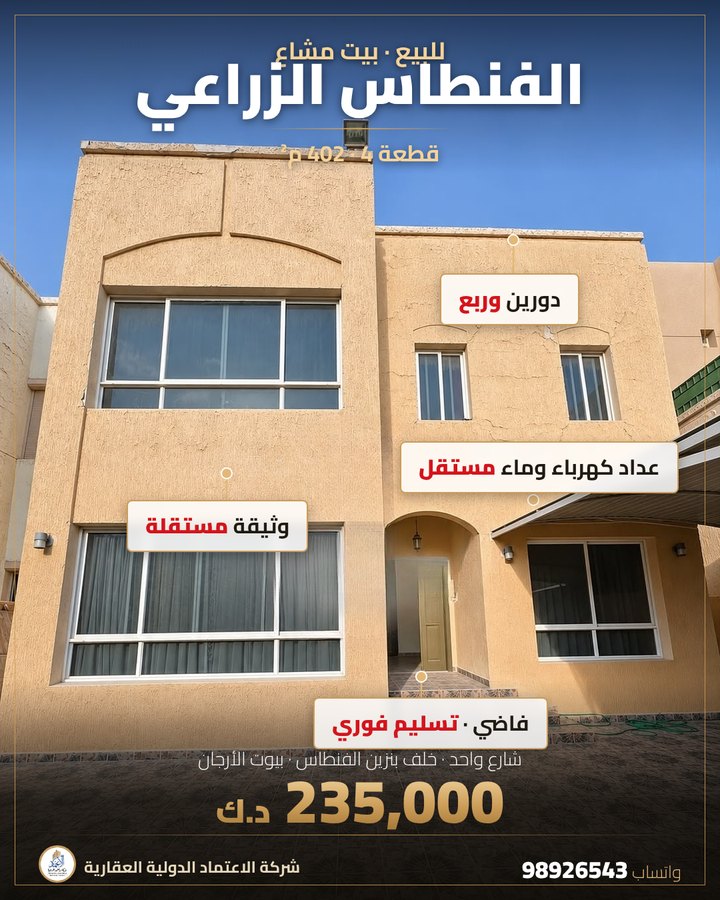 للبيع · بيت مشاع
الفنطاس الزراعي
قطعة 4 · 402 م²
دورين وربع
عداد كهرباء وماء مستقل
وثيقة مستقلة
فاضي · تسليم فوري
شارع واحد · خلف بنزين الفنطاس · بيوت الأرجان
235,000 د.ك
شركة الاعتماد الدولية العقارية
واتساب 98926543